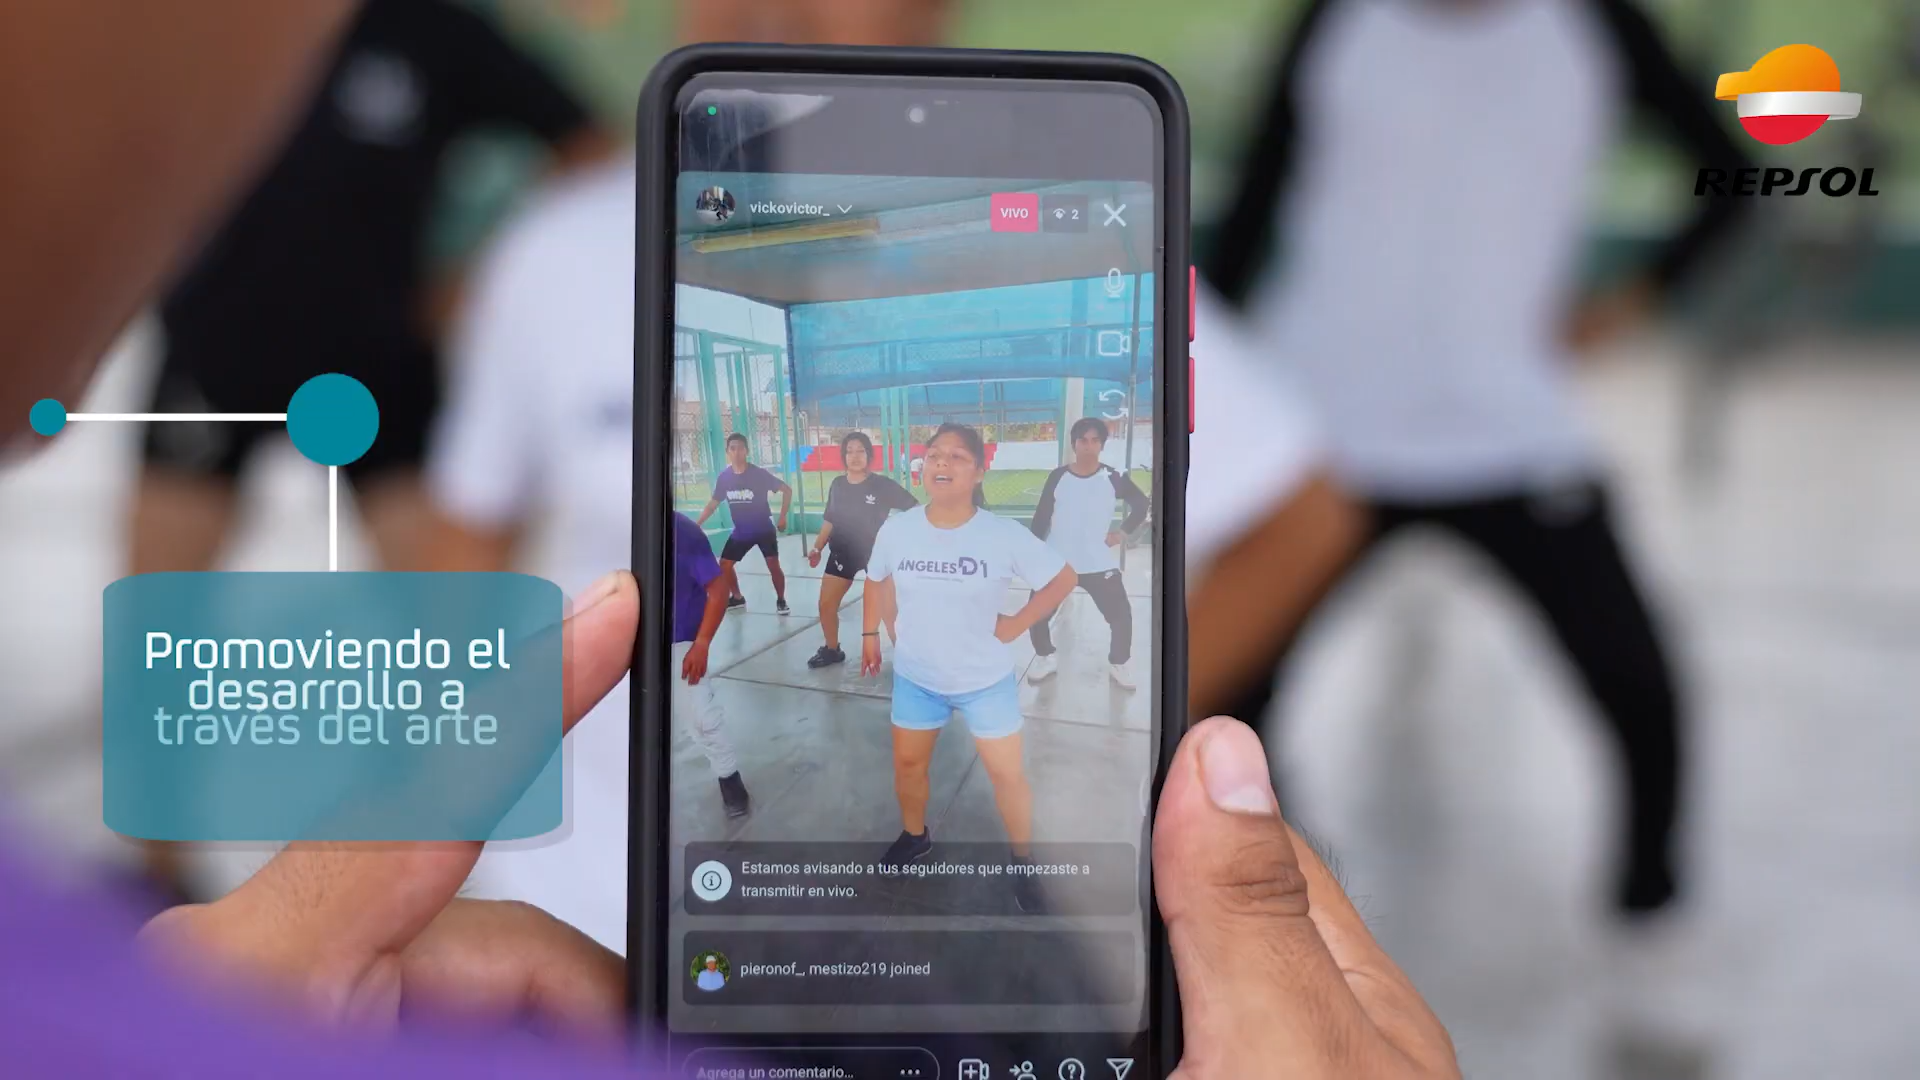 REPSOL
vickovictor_
VIVO
2
ÁNGELES D1
Promoviendo el
desarrollo a
través del arte
Estamos avisando a tus seguidores que empezaste a
transmitir en vivo.
pieronof_, mestizo219 joined
Agrega un comentario...